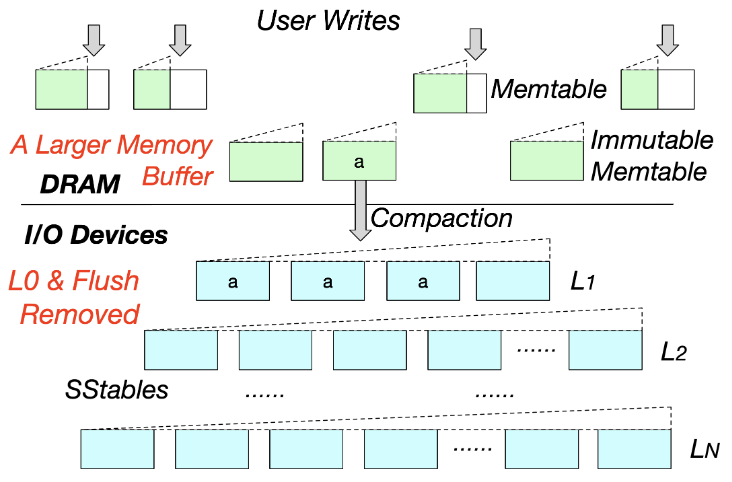 User Writes
Memtable
A Larger Memory
Buffer
DRAM
a
Immutable
Memtable
Compaction
I/O Devices
L0 & Flush
Removed
a
a
a
L1
L2
SStables
......
......
......
LN
......